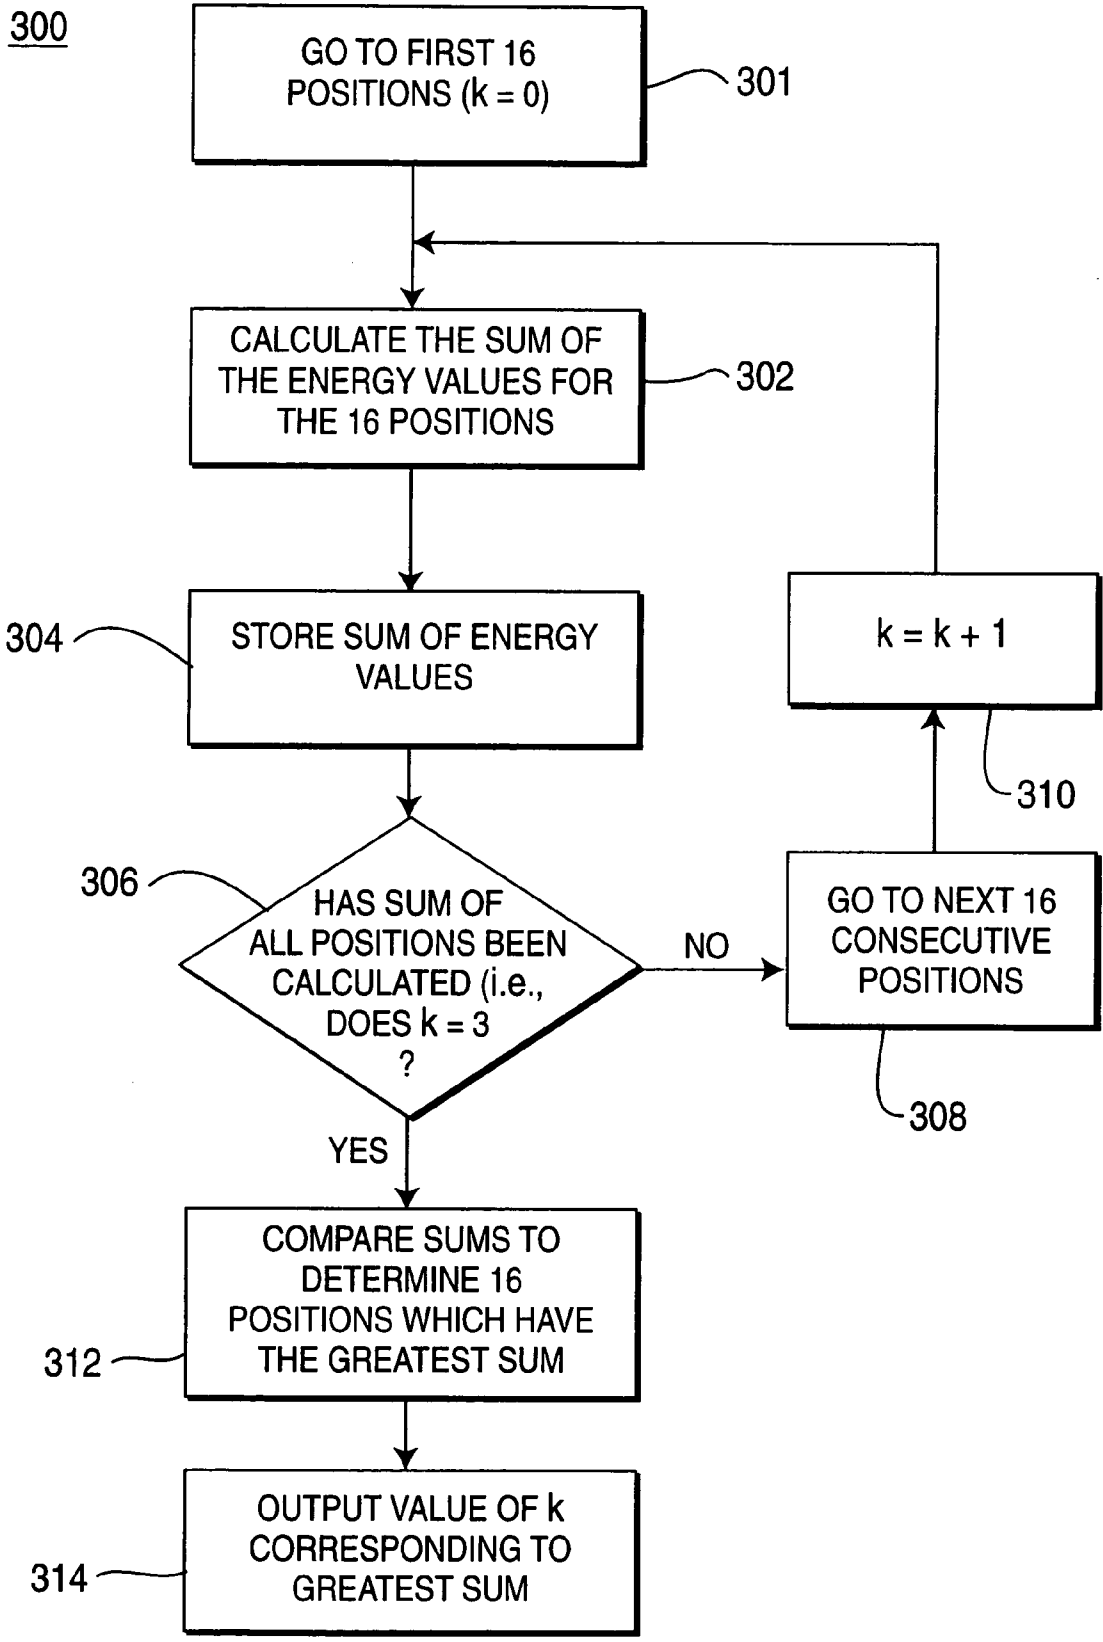 300
GO TO FIRST 16
POSITIONS (k = 0)
301
CALCULATE THE SUM OF
THE ENERGY VALUES FOR
THE 16 POSITIONS
302
304
STORE SUM OF ENERGY
VALUES
k = k + 1
310
306
HAS SUM OF
ALL POSITIONS BEEN
CALCULATED (i.e.,
DOES k = 3
?
NO
GO TO NEXT 16
CONSECUTIVE
POSITIONS
308
YES
COMPARE SUMS TO
DETERMINE 16
POSITIONS WHICH HAVE
THE GREATEST SUM
312
OUTPUT VALUE OF k
CORRESPONDING TO
GREATEST SUM
314